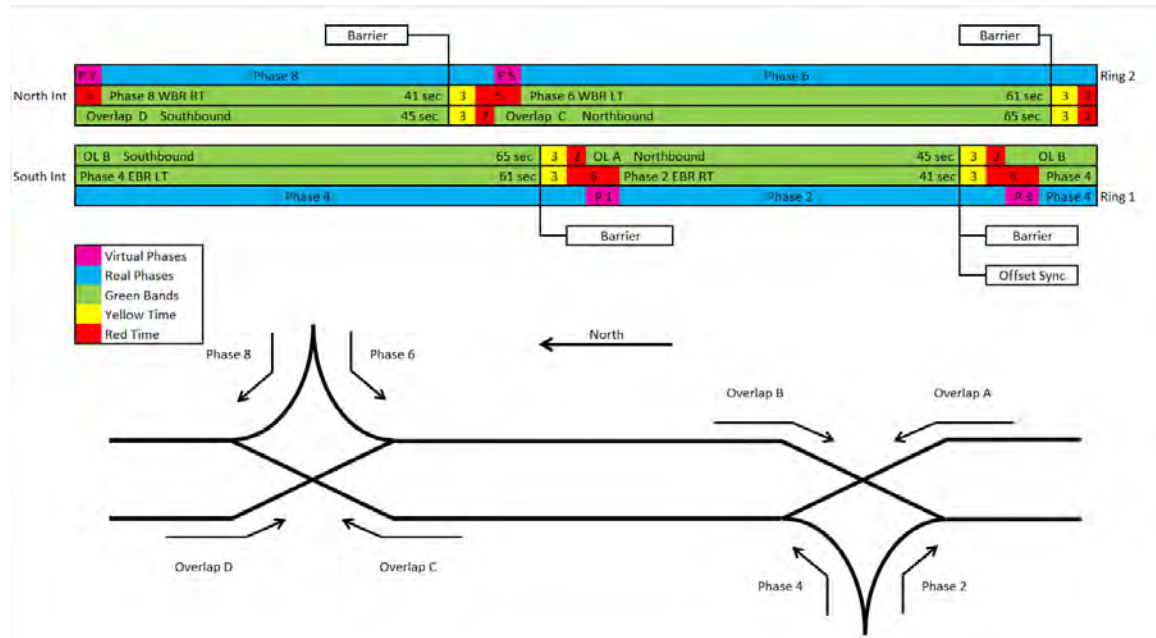 Barrier Barrier
P 7 Phase 8 P 5 Phase 6 Ring 2
North Int Phase 8 WBR RT 41 sec 3 5 Phase 6 WBR LT 61 sec 3 2
Overlap D Southbound 45 sec 3 7 Overlap C Northbound 65 sec 3 2
OL B Southbound 65 sec 3 2 OL A Northbound 45 sec 3 2 OL B
South Int Phase 4 EBR LT 61 sec 3 6 Phase 2 EBR RT 41 sec 3 6 Phase 4
Phase 4 P 1 Phase 2 P 3 Phase 4 Ring 1
Barrier Barrier
Offset Sync
Virtual Phases
Real Phases
Green Bands
Yellow Time
Red Time
North
Phase 8 Phase 6
Overlap B Overlap A
Overlap D Overlap C
Phase 4 Phase 2